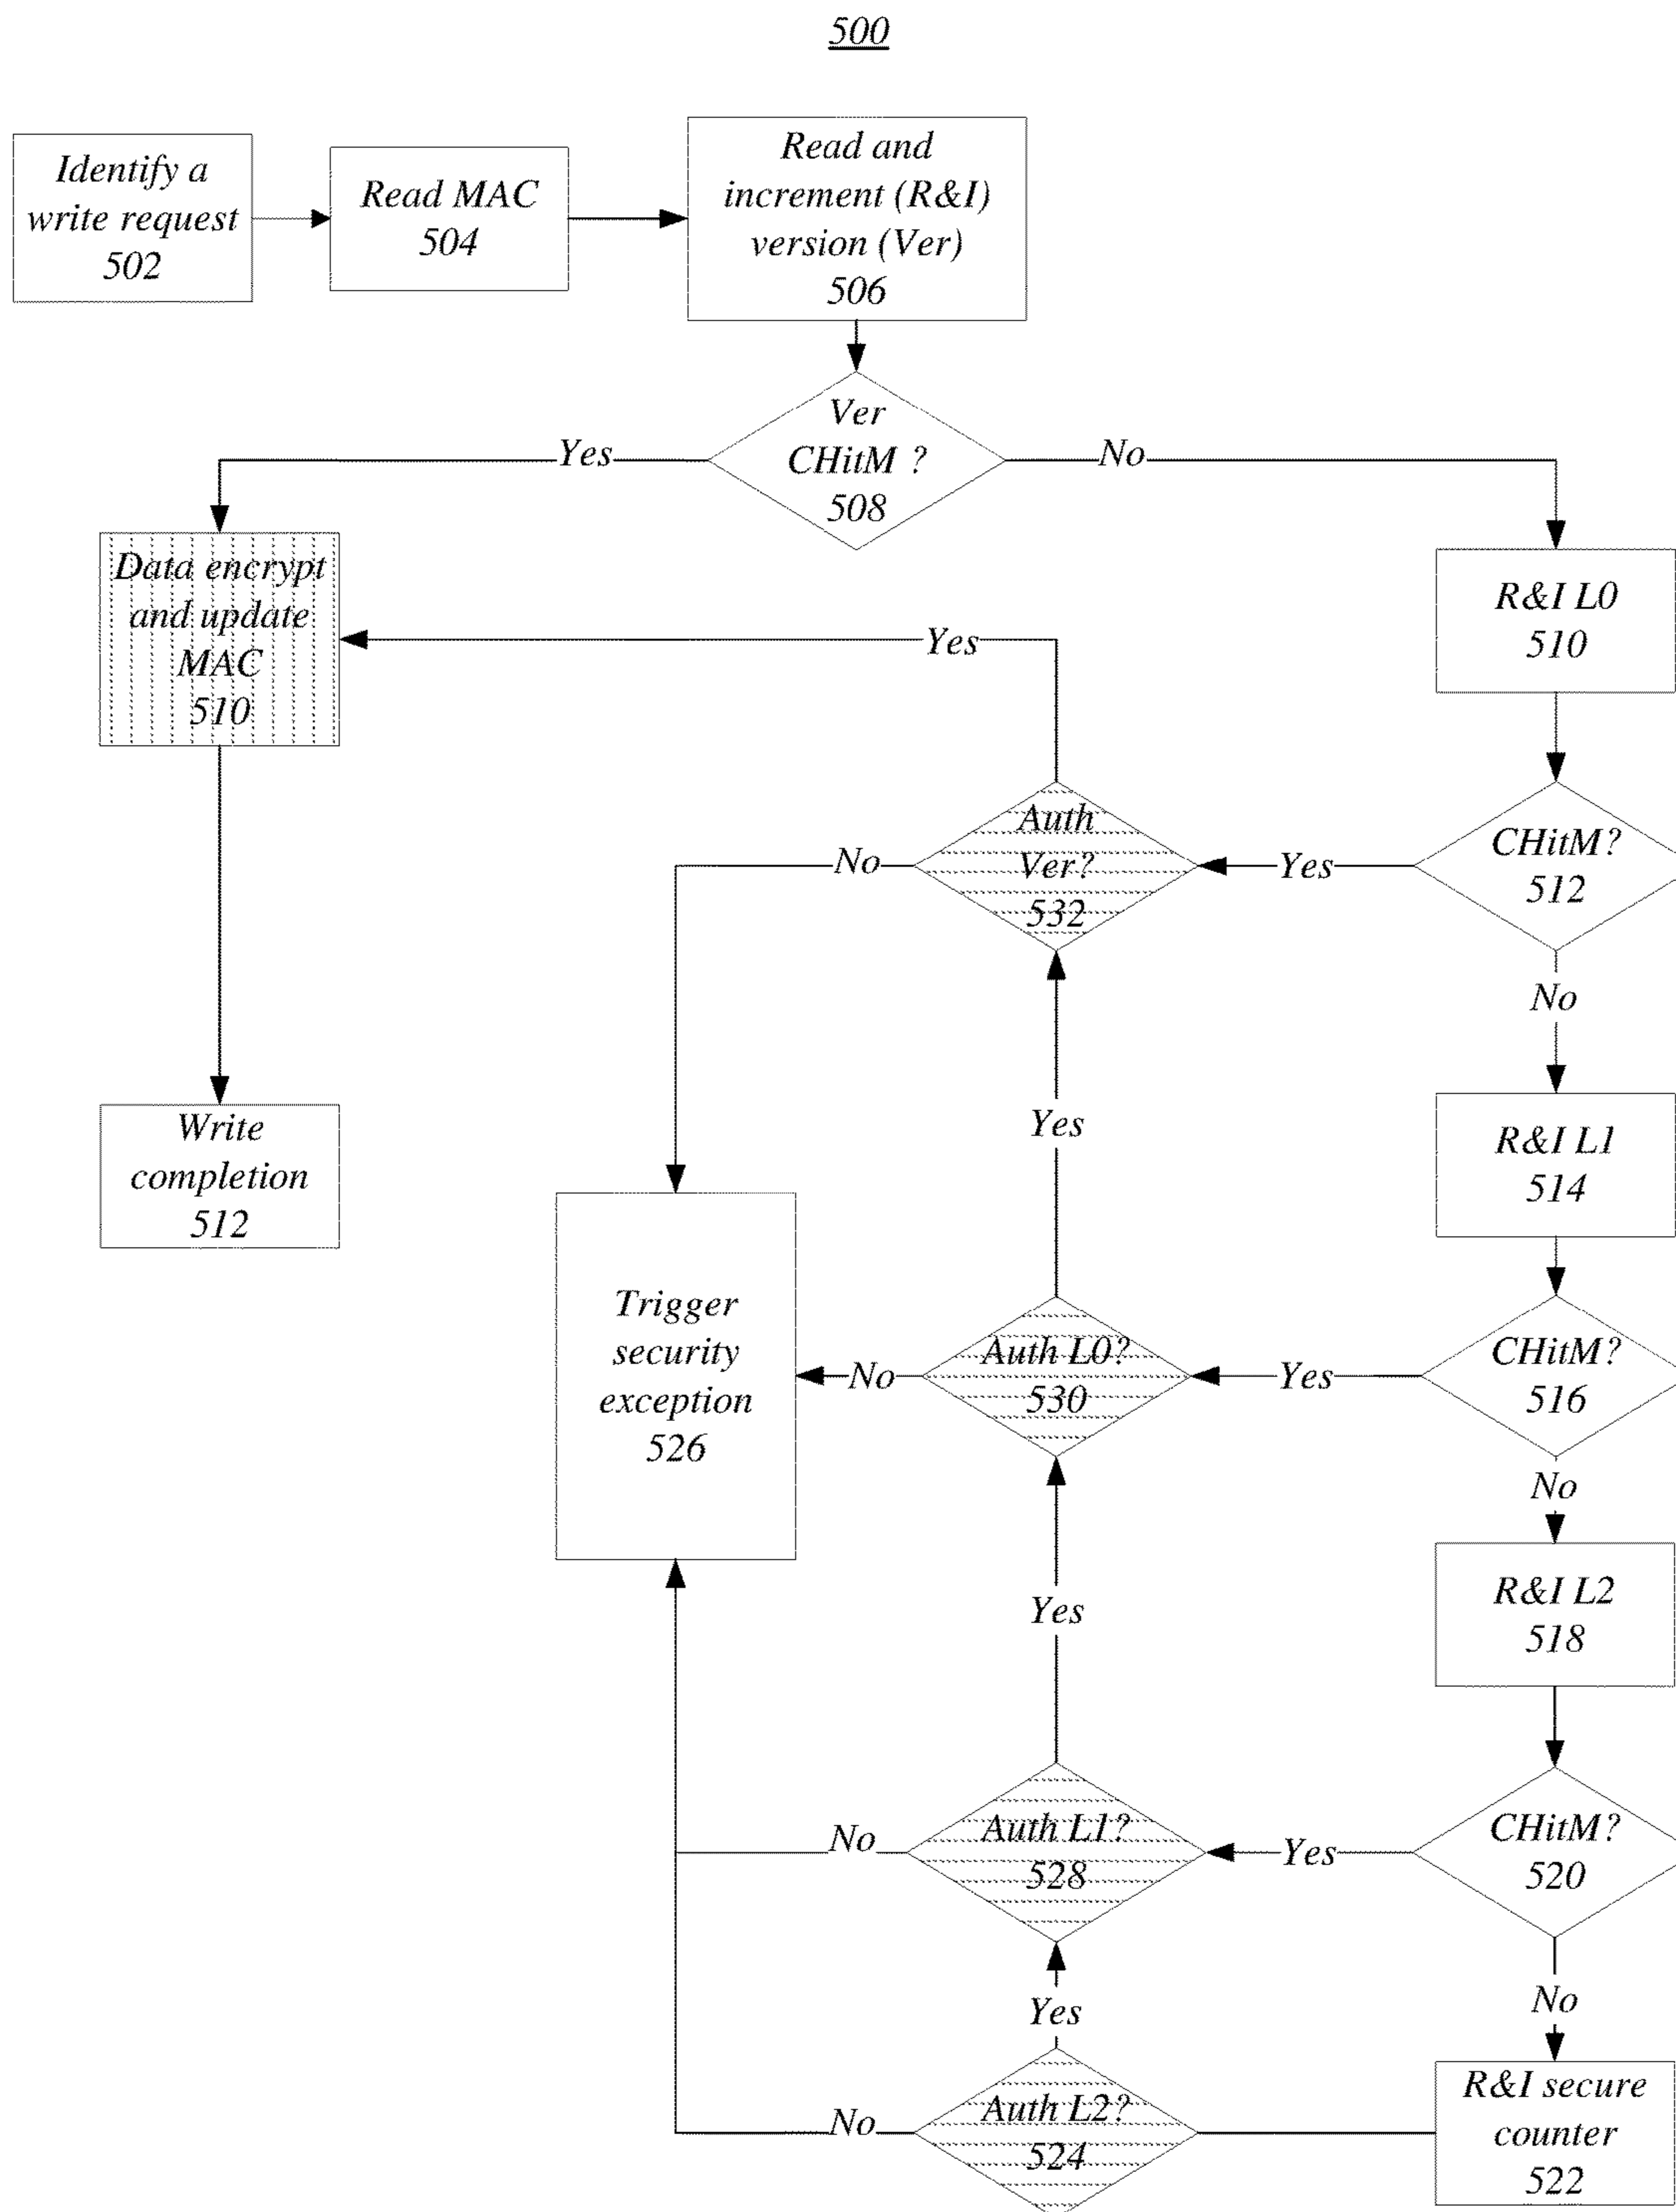 500
Identify a
write request
502
Read MAC
504
Read and
increment (R&I)
version (Ver)
506
Ver
CHitM ?
508
Yes
No
Data encrypt
and update
MAC
510
R&I L0
510
Yes
Auth
Ver?
532
No
Yes
CHitM?
512
No
Write
completion
512
Yes
R&I L1
514
Trigger
security
exception
526
No
Auth L0?
530
Yes
CHitM?
516
No
Yes
R&I L2
518
No
Auth L1?
528
Yes
CHitM?
520
Yes
No
No
Auth L2?
524
R&I secure
counter
522